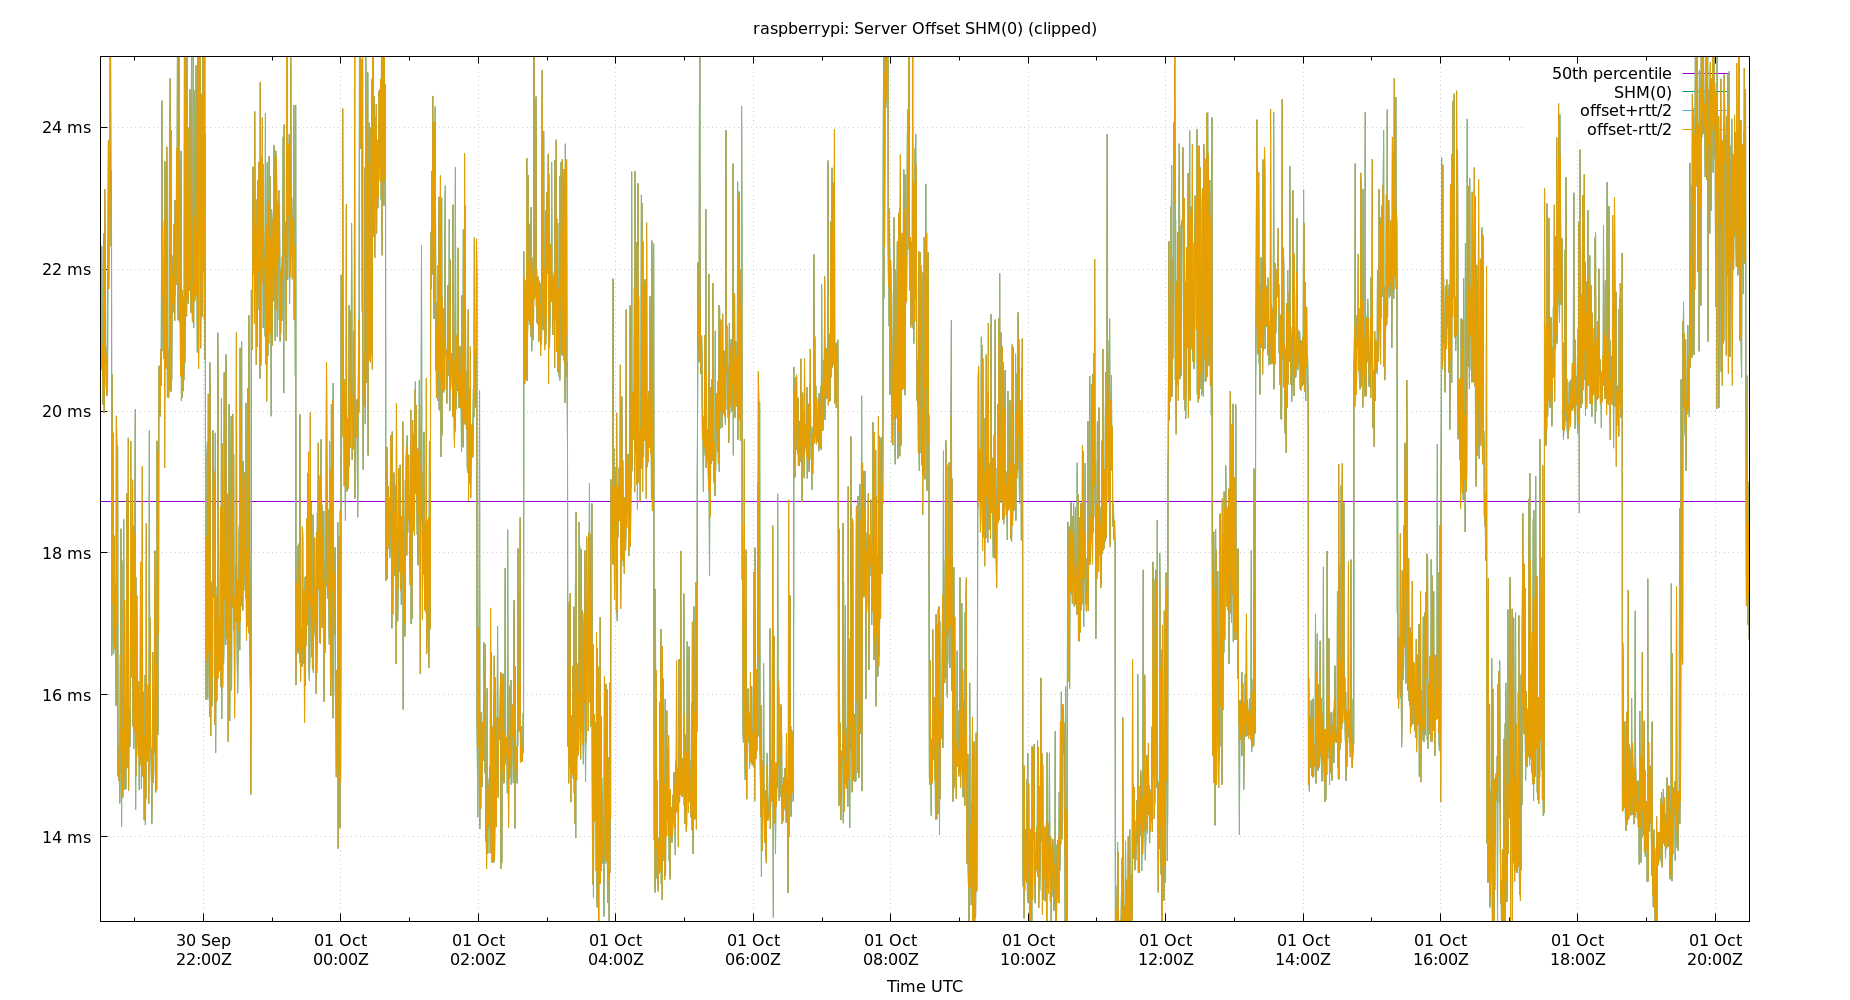 raspberrypi: Server Offset SHM(0) (clipped)
50th percentile
SHM(0)
offset+rtt/2
offset-rtt/2
24 ms
22 ms
20 ms
18 ms
16 ms
14 ms
30 Sep 01 Oct 01 Oct 01 Oct 01 Oct 01 Oct 01 Oct 01 Oct 01 Oct 01 Oct 01 Oct 01 Oct
22:00Z 00:00Z 02:00Z 04:00Z 06:00Z 08:00Z 10:00Z 12:00Z 14:00Z 16:00Z 18:00Z 20:00Z
Time UTC